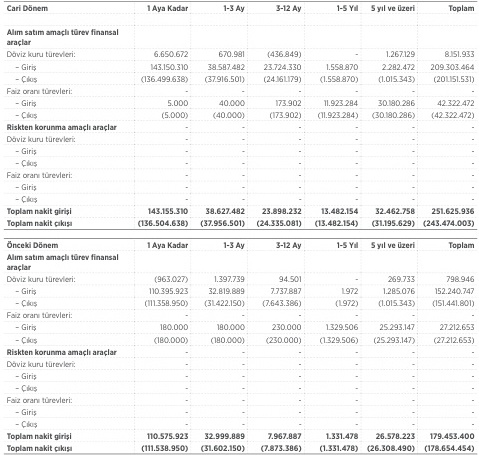 Cari Dönem 1 Aya Kadar 1-3 Ay 3-12 Ay 1-5 Yıl 5 yıl ve üzeri Toplam
Alım satım amaçlı türev finansal
araçlar
Döviz kuru türevleri: 6.650.672 670.981 (436.849) - 1.267.129 8.151.933
– Giriş 143.150.310 38.587.482 23.724.330 1.558.870 2.282.472 209.303.464
– Çıkış (136.499.638) (37.916.501) (24.161.179) (1.558.870) (1.015.343) (201.151.531)
Faiz oranı türevleri: - - - - - -
– Giriş 5.000 40.000 173.902 11.923.284 30.180.286 42.322.472
– Çıkış (5.000) (40.000) (173.902) (11.923.284) (30.180.286) (42.322.472)
Riskten korunma amaçlı araçlar - - - - - -
Döviz kuru türevleri: - - - - - -
– Giriş - - - - - -
– Çıkış - - - - - -
Faiz oranı türevleri: - - - - - -
– Giriş - - - - - -
– Çıkış - - - - - -
Toplam nakit girişi 143.155.310 38.627.482 23.898.232 13.482.154 32.462.758 251.625.936
Toplam nakit çıkışı (136.504.638) (37.956.501) (24.335.081) (13.482.154) (31.195.629) (243.474.003)
Önceki Dönem 1 Aya Kadar 1-3 Ay 3-12 Ay 1-5 Yıl 5 yıl ve üzeri Toplam
Alım satım amaçlı türev finansal
araçlar
Döviz kuru türevleri: (963.027) 1.397.739 94.501 - 269.733 798.946
– Giriş 110.395.923 32.819.889 7.737.887 1.972 1.285.076 152.240.747
– Çıkış (111.358.950) (31.422.150) (7.643.386) (1.972) (1.015.343) (151.441.801)
Faiz oranı türevleri: - - - - - -
– Giriş 180.000 180.000 230.000 1.329.506 25.293.147 27.212.653
– Çıkış (180.000) (180.000) (230.000) (1.329.506) (25.293.147) (27.212.653)
Riskten korunma amaçlı araçlar - - - - - -
Döviz kuru türevleri: - - - - - -
– Giriş - - - - - -
– Çıkış - - - - - -
Faiz oranı türevleri: - - - - - -
– Giriş - - - - - -
– Çıkış - - - - - -
Toplam nakit girişi 110.575.923 32.999.889 7.967.887 1.331.478 26.578.223 179.453.400
Toplam nakit çıkışı (111.538.950) (31.602.150) (7.873.386) (1.331.478) (26.308.490) (178.654.454)